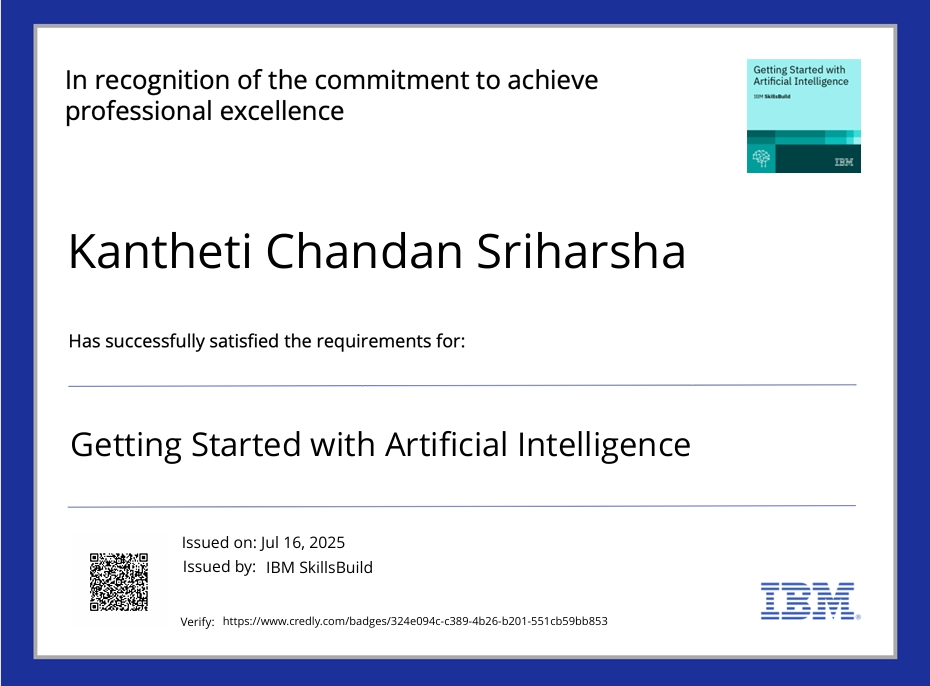 In recognition of the commitment to achieve
professional excellence
Getting Started with
Artificial Intelligence
IBM SkillsBuild
IBM
Kantheti Chandan Sriharsha
Has successfully satisfied the requirements for:
Getting Started with Artificial Intelligence
Issued on: Jul 16, 2025
Issued by: IBM SkillsBuild
Verify: https://www.credly.com/badges/324e094c-c389-4b26-b201-551cb59bb853
IBM®